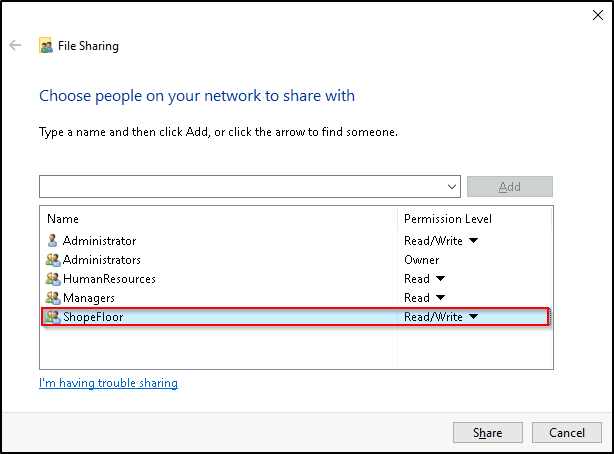 File Sharing
Choose people on your network to share with
Type a name and then click Add, or click the arrow to find someone.
Add
Name Permission Level
Administrator Read/Write
Administrators Owner
HumanResources Read
Managers Read
ShopeFloor Read/Write
I'm having trouble sharing
Share Cancel